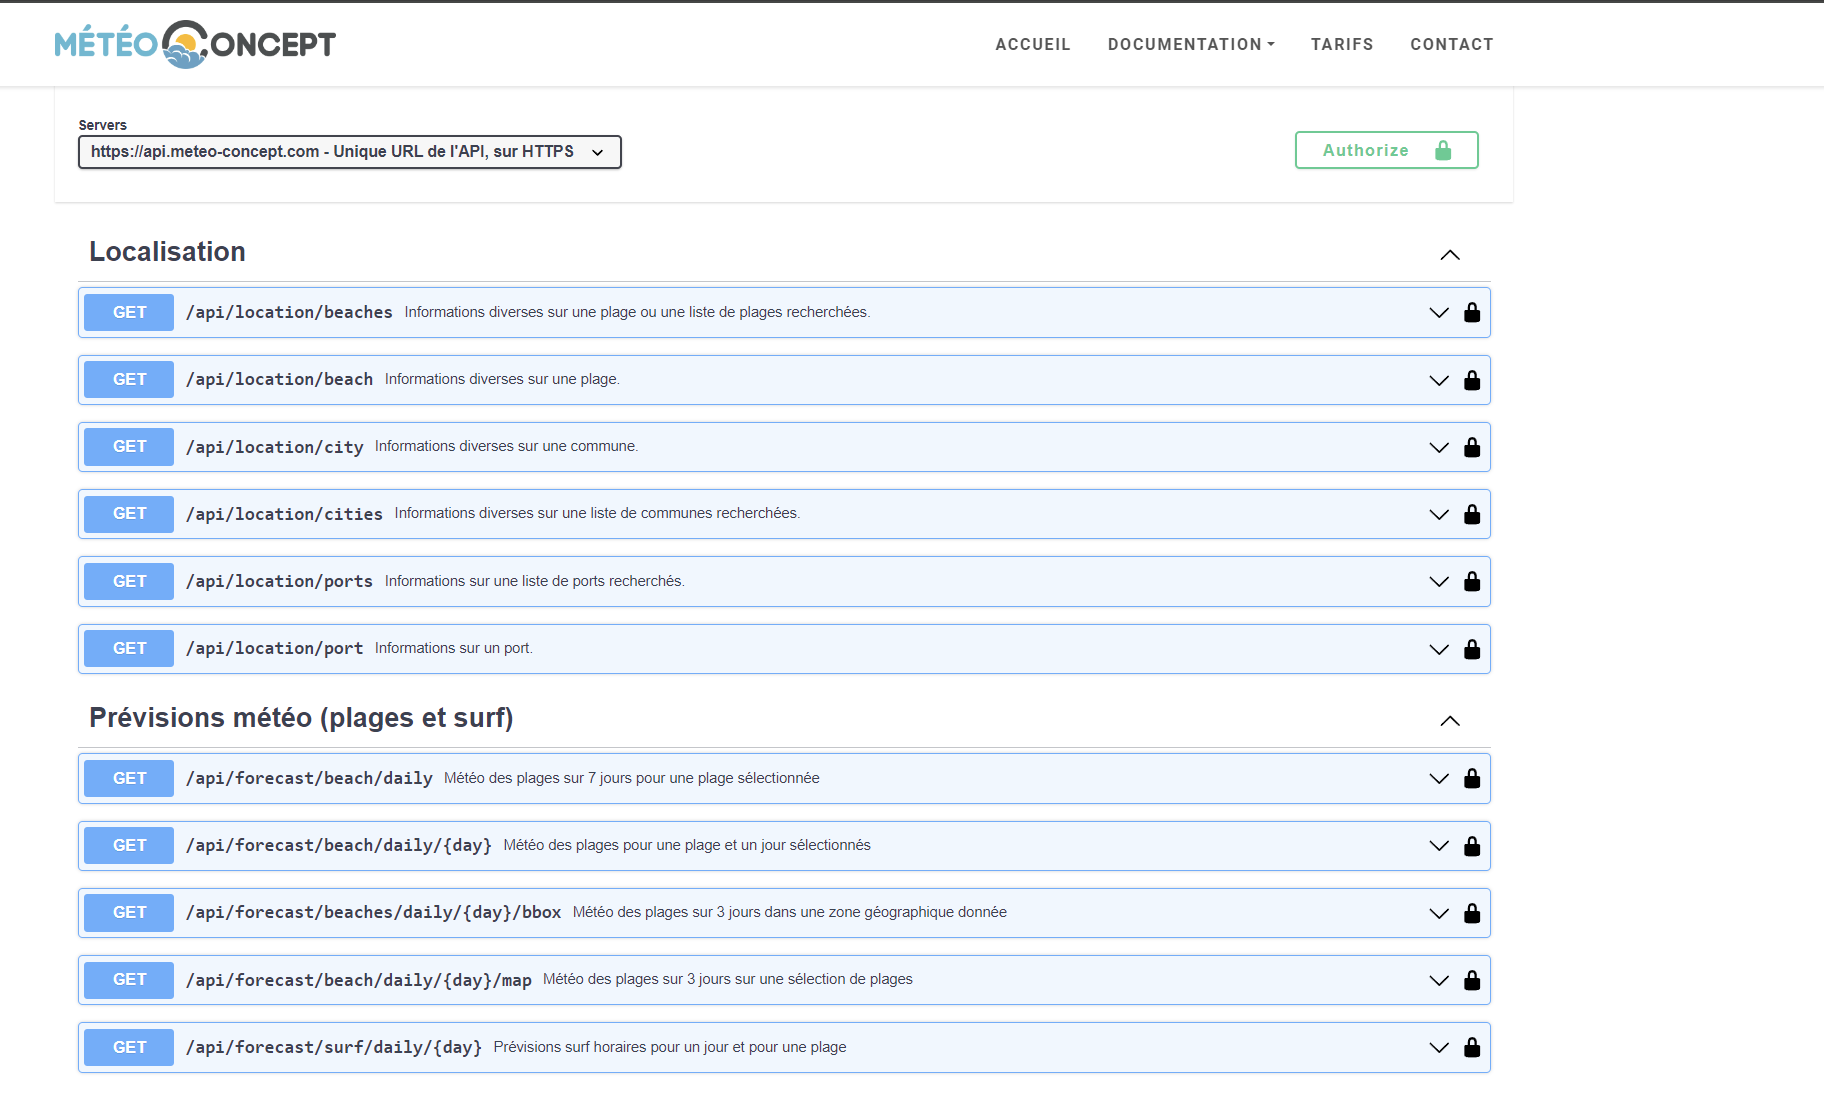 MÉTÉO CONCEPT
ACCUEIL DOCUMENTATION TARIFS CONTACT
Servers
https://api.meteo-concept.com - Unique URL de l'API, sur HTTPS
Authorize
Localisation
GET /api/location/beaches Informations diverses sur une plage ou une liste de plages recherchées.
GET /api/location/beach Informations diverses sur une plage.
GET /api/location/city Informations diverses sur une commune.
GET /api/location/cities Informations diverses sur une liste de communes recherchées.
GET /api/location/ports Informations sur une liste de ports recherchés.
GET /api/location/port Informations sur un port.
Prévisions météo (plages et surf)
GET /api/forecast/beach/daily Météo des plages sur 7 jours pour une plage sélectionnée
GET /api/forecast/beach/daily/{day} Météo des plages pour une plage et un jour sélectionnés
GET /api/forecast/beaches/daily/{day}/bbox Météo des plages sur 3 jours dans une zone géographique donnée
GET /api/forecast/beach/daily/{day}/map Météo des plages sur 3 jours sur une sélection de plages
GET /api/forecast/surf/daily/{day} Prévisions surf horaires pour un jour et pour une plage